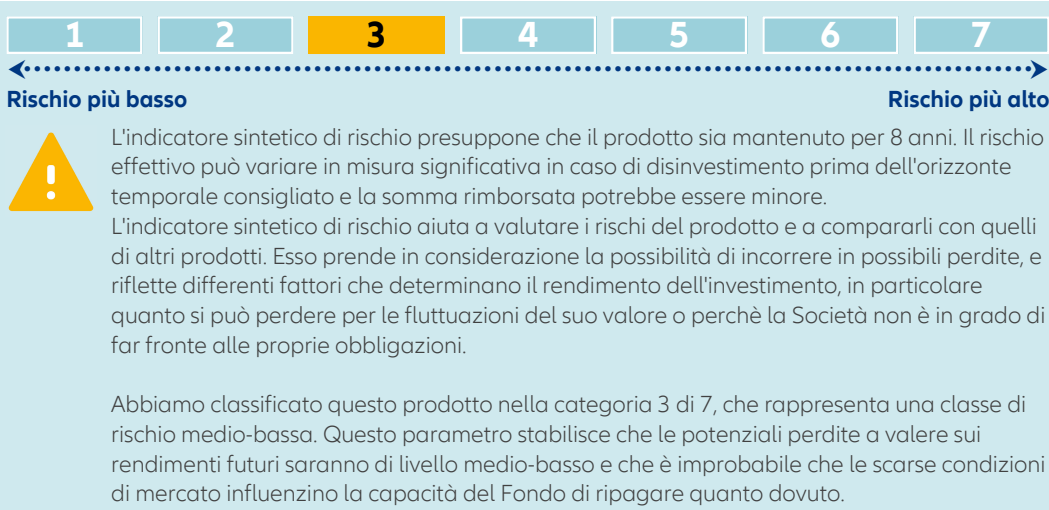 1 2 3 4 5 6 7
Rischio più basso Rischio più alto
L'indicatore sintetico di rischio presuppone che il prodotto sia mantenuto per 8 anni. Il rischio
effettivo può variare in misura significativa in caso di disinvestimento prima dell'orizzonte
temporale consigliato e la somma rimborsata potrebbe essere minore.
L'indicatore sintetico di rischio aiuta a valutare i rischi del prodotto e a compararli con quelli
di altri prodotti. Esso prende in considerazione la possibilità di incorrere in possibili perdite, e
riflette differenti fattori che determinano il rendimento dell'investimento, in particolare
quanto si può perdere per le fluttuazioni del suo valore o perchè la Società non è in grado di
far fronte alle proprie obbligazioni.
Abbiamo classificato questo prodotto nella categoria 3 di 7, che rappresenta una classe di
rischio medio-bassa. Questo parametro stabilisce che le potenziali perdite a valere sui
rendimenti futuri saranno di livello medio-basso e che è improbabile che le scarse condizioni
di mercato influenzino la capacità del Fondo di ripagare quanto dovuto.